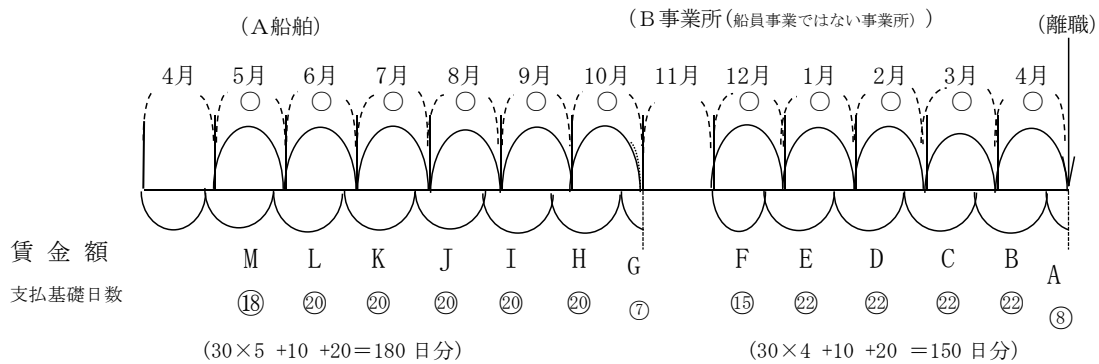 (A船舶)
(B事業所(船員事業ではない事業所))
(離職)
4月 5月 6月 7月 8月 9月 10月 11月 12月 1月 2月 3月 4月
○ ○ ○ ○ ○ ○ ○ ○ ○ ○ ○
賃金額 M L K J I H G F E D C B A
支払基礎日数 ⑱ ⑳ ⑳ ⑳ ⑳ ⑳ ⑦ ⑮ ㉒ ㉒ ㉒ ㉒ ⑧
(30×5 +10 +20=180 日分)
(30×4 +10 +20 =150 日分)